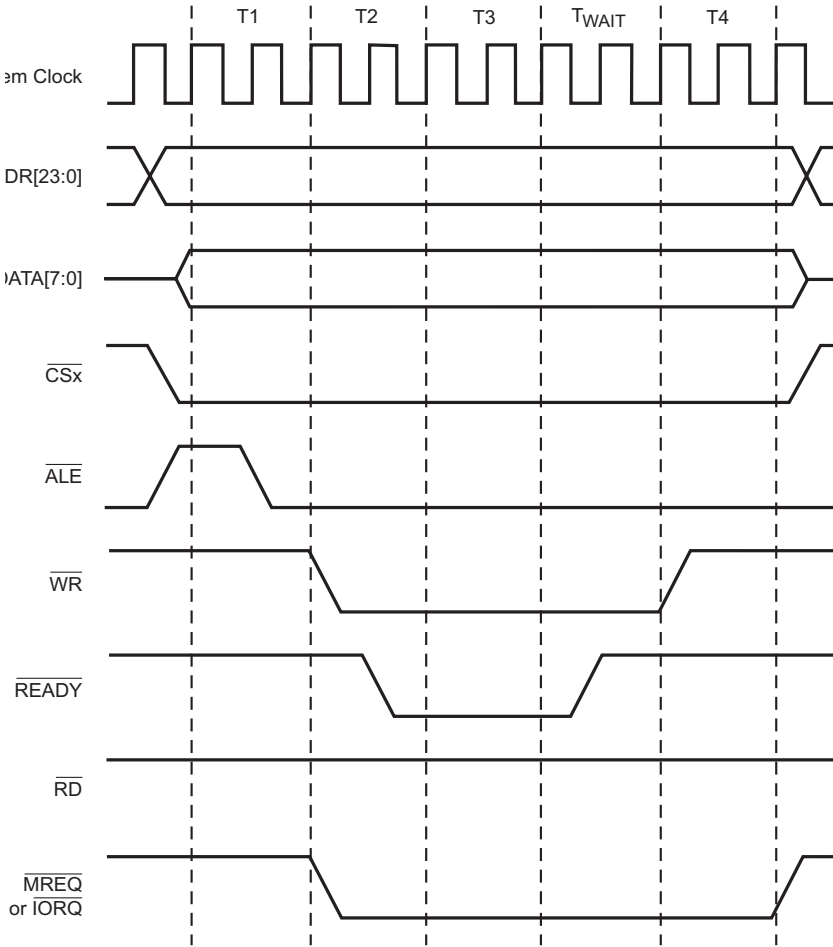 T1 T2 T3 TWAIT T4
em Clock
DR[23:0]
DATA[7:0]
CSx
ALE
WR
READY
RD
MREQ
or IORQ